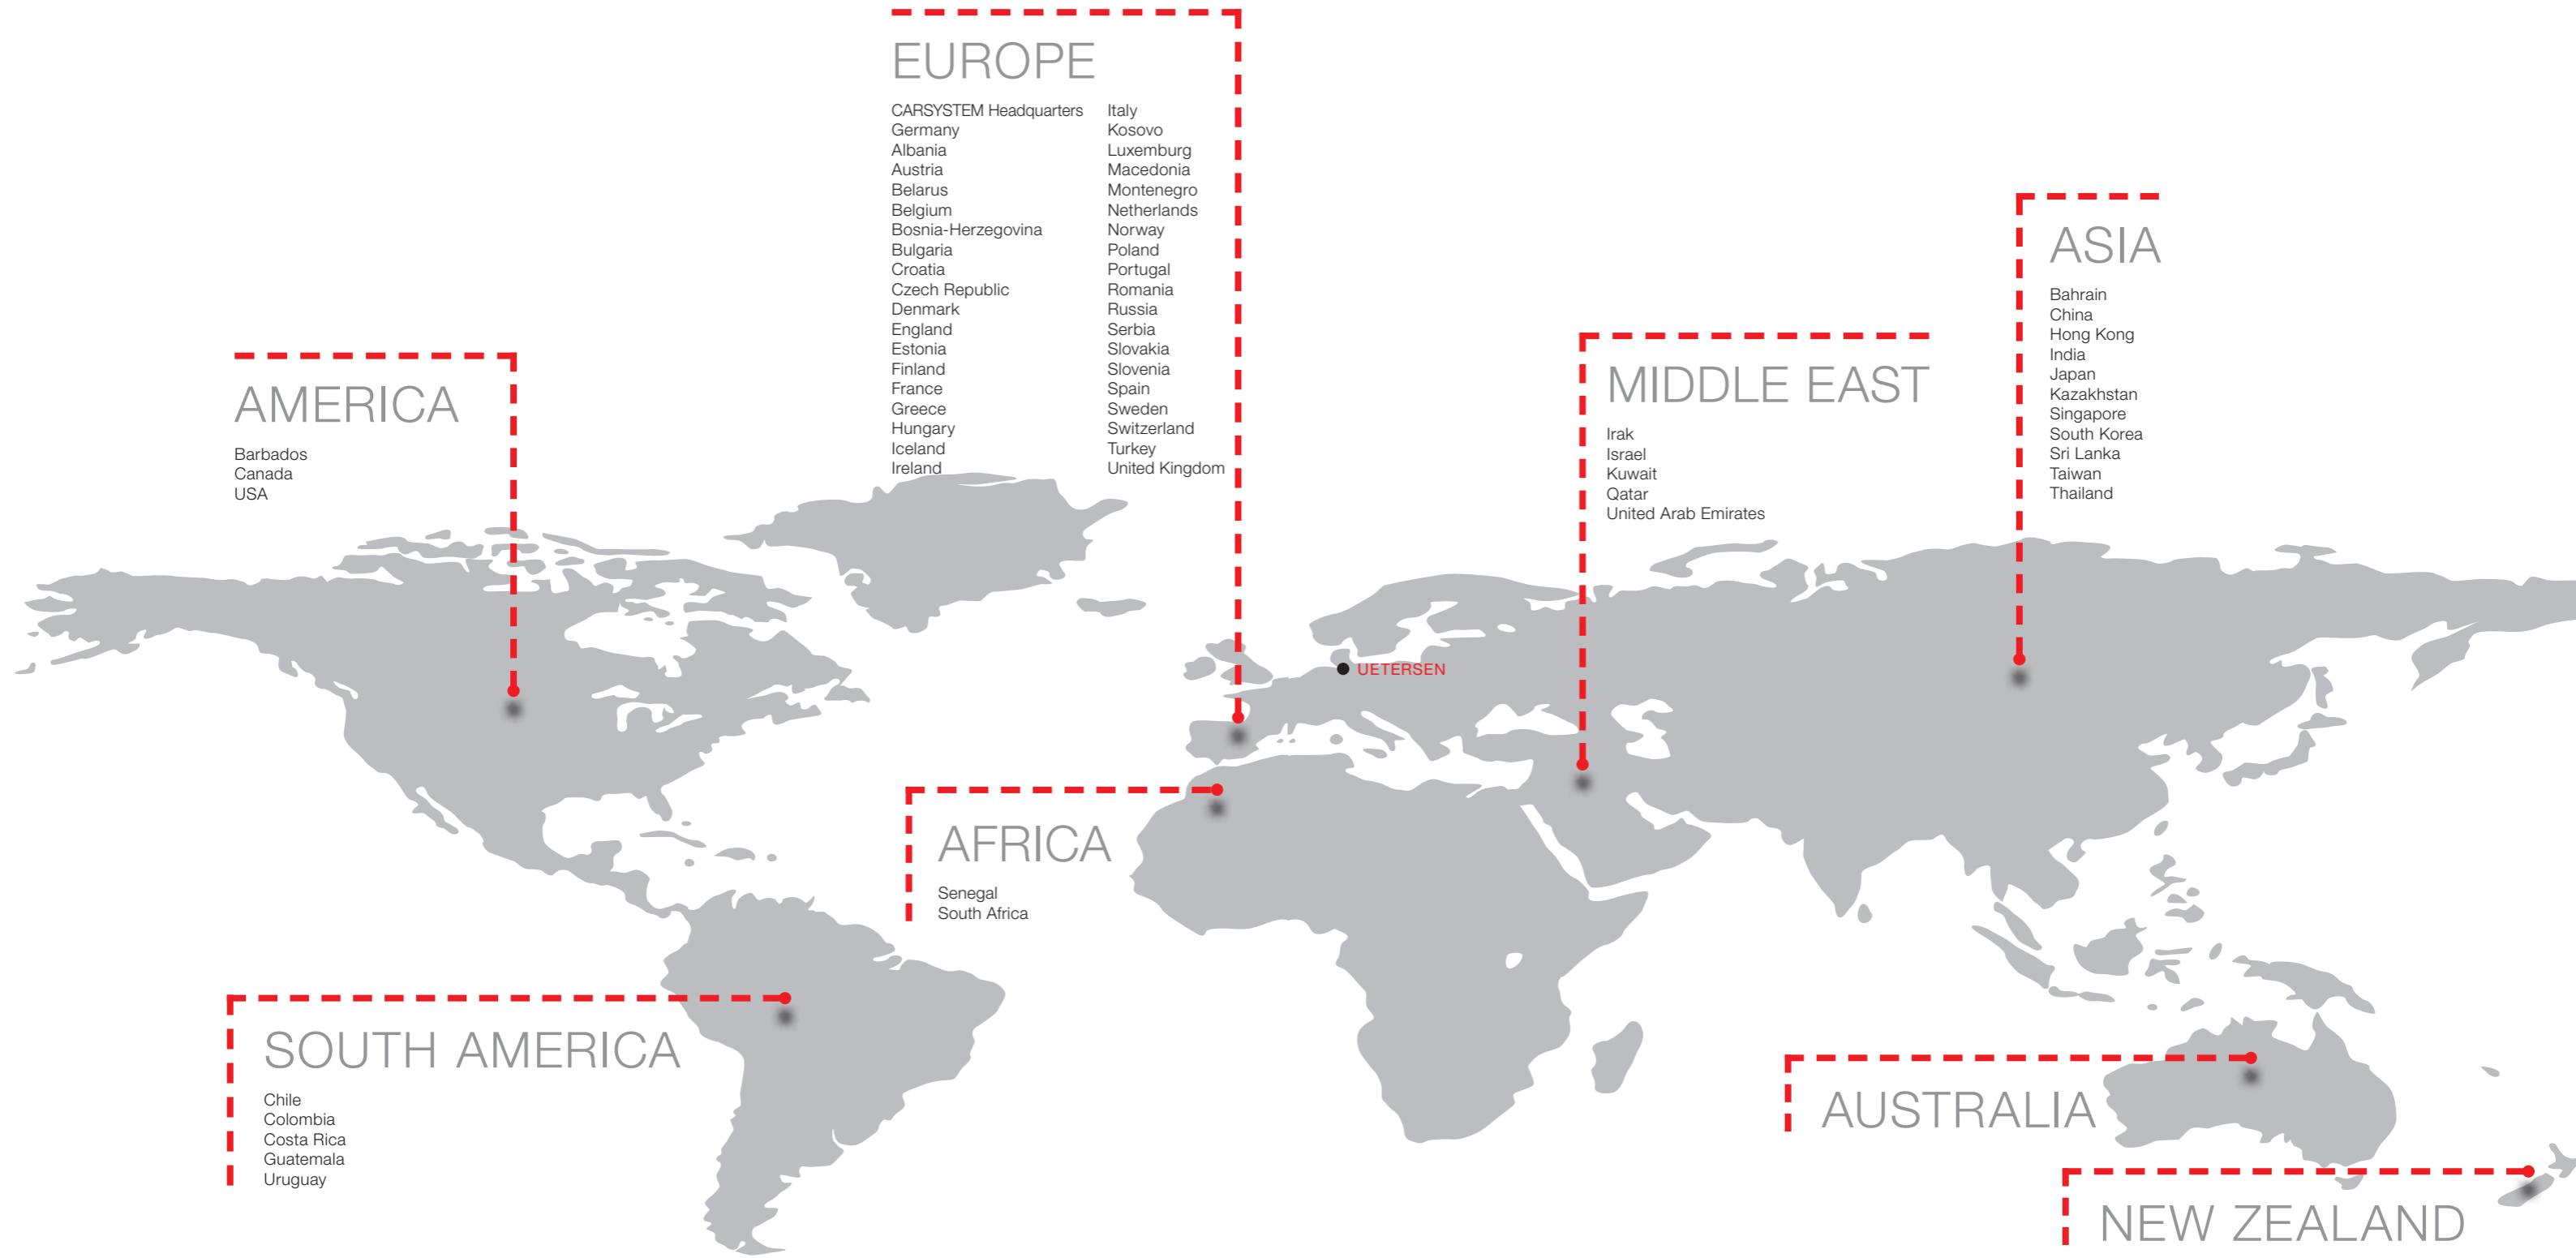 EUROPE
CARSYSTEM Headquarters
Germany
Albania
Austria
Belarus
Belgium
Bosnia-Herzegovina
Bulgaria
Croatia
Czech Republic
Denmark
England
Estonia
Finland
France
Greece
Hungary
Iceland
Ireland
Italy
Kosovo
Luxemburg
Macedonia
Montenegro
Netherlands
Norway
Poland
Portugal
Romania
Russia
Serbia
Slovakia
Slovenia
Spain
Sweden
Switzerland
Turkey
United Kingdom
ASIA
Bahrain
China
Hong Kong
India
Japan
Kazakhstan
Singapore
South Korea
Sri Lanka
Taiwan
Thailand
MIDDLE EAST
Irak
Israel
Kuwait
Qatar
United Arab Emirates
AMERICA
Barbados
Canada
USA
UETERSEN
AFRICA
Senegal
South Africa
SOUTH AMERICA
Chile
Colombia
Costa Rica
Guatemala
Uruguay
AUSTRALIA
NEW ZEALAND